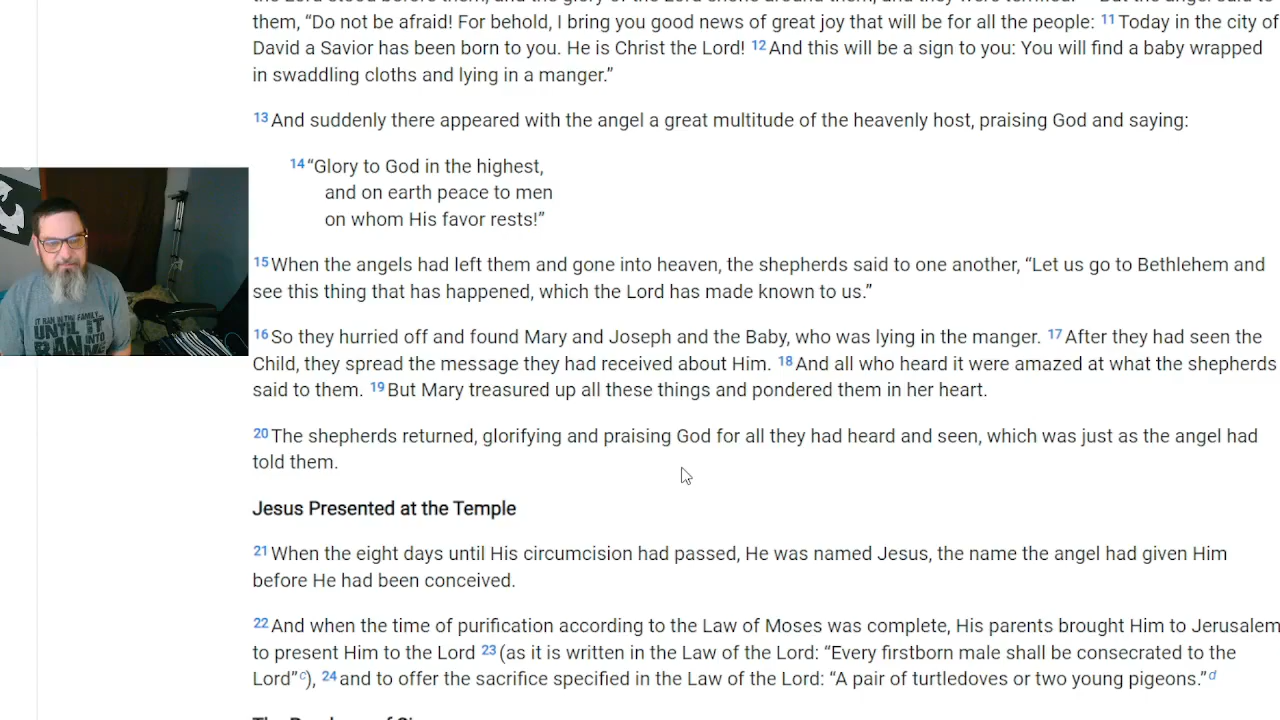 them, “Do not be afraid! For behold, I bring you good news of great joy that will be for all the people: 11 Today in the city of
David a Savior has been born to you. He is Christ the Lord! 12 And this will be a sign to you: You will find a baby wrapped
in swaddling cloths and lying in a manger.”
13 And suddenly there appeared with the angel a great multitude of the heavenly host, praising God and saying:
14 “Glory to God in the highest,
and on earth peace to men
on whom His favor rests!”
15 When the angels had left them and gone into heaven, the shepherds said to one another, “Let us go to Bethlehem and
see this thing that has happened, which the Lord has made known to us.”
16 So they hurried off and found Mary and Joseph and the Baby, who was lying in the manger. 17 After they had seen the
Child, they spread the message they had received about Him. 18 And all who heard it were amazed at what the shepherds
said to them. 19 But Mary treasured up all these things and pondered them in her heart.
20 The shepherds returned, glorifying and praising God for all they had heard and seen, which was just as the angel had
told them.
Jesus Presented at the Temple
21 When the eight days until His circumcision had passed, He was named Jesus, the name the angel had given Him
before He had been conceived.
22 And when the time of purification according to the Law of Moses was complete, His parents brought Him to Jerusalem
to present Him to the Lord 23 (as it is written in the Law of the Lord: “Every firstborn male shall be consecrated to the
Lord”c), 24 and to offer the sacrifice specified in the Law of the Lord: “A pair of turtledoves or two young pigeons.”d
IT RAN IN THE FAMILY...
UNTIL IT
RAN INTO
ME